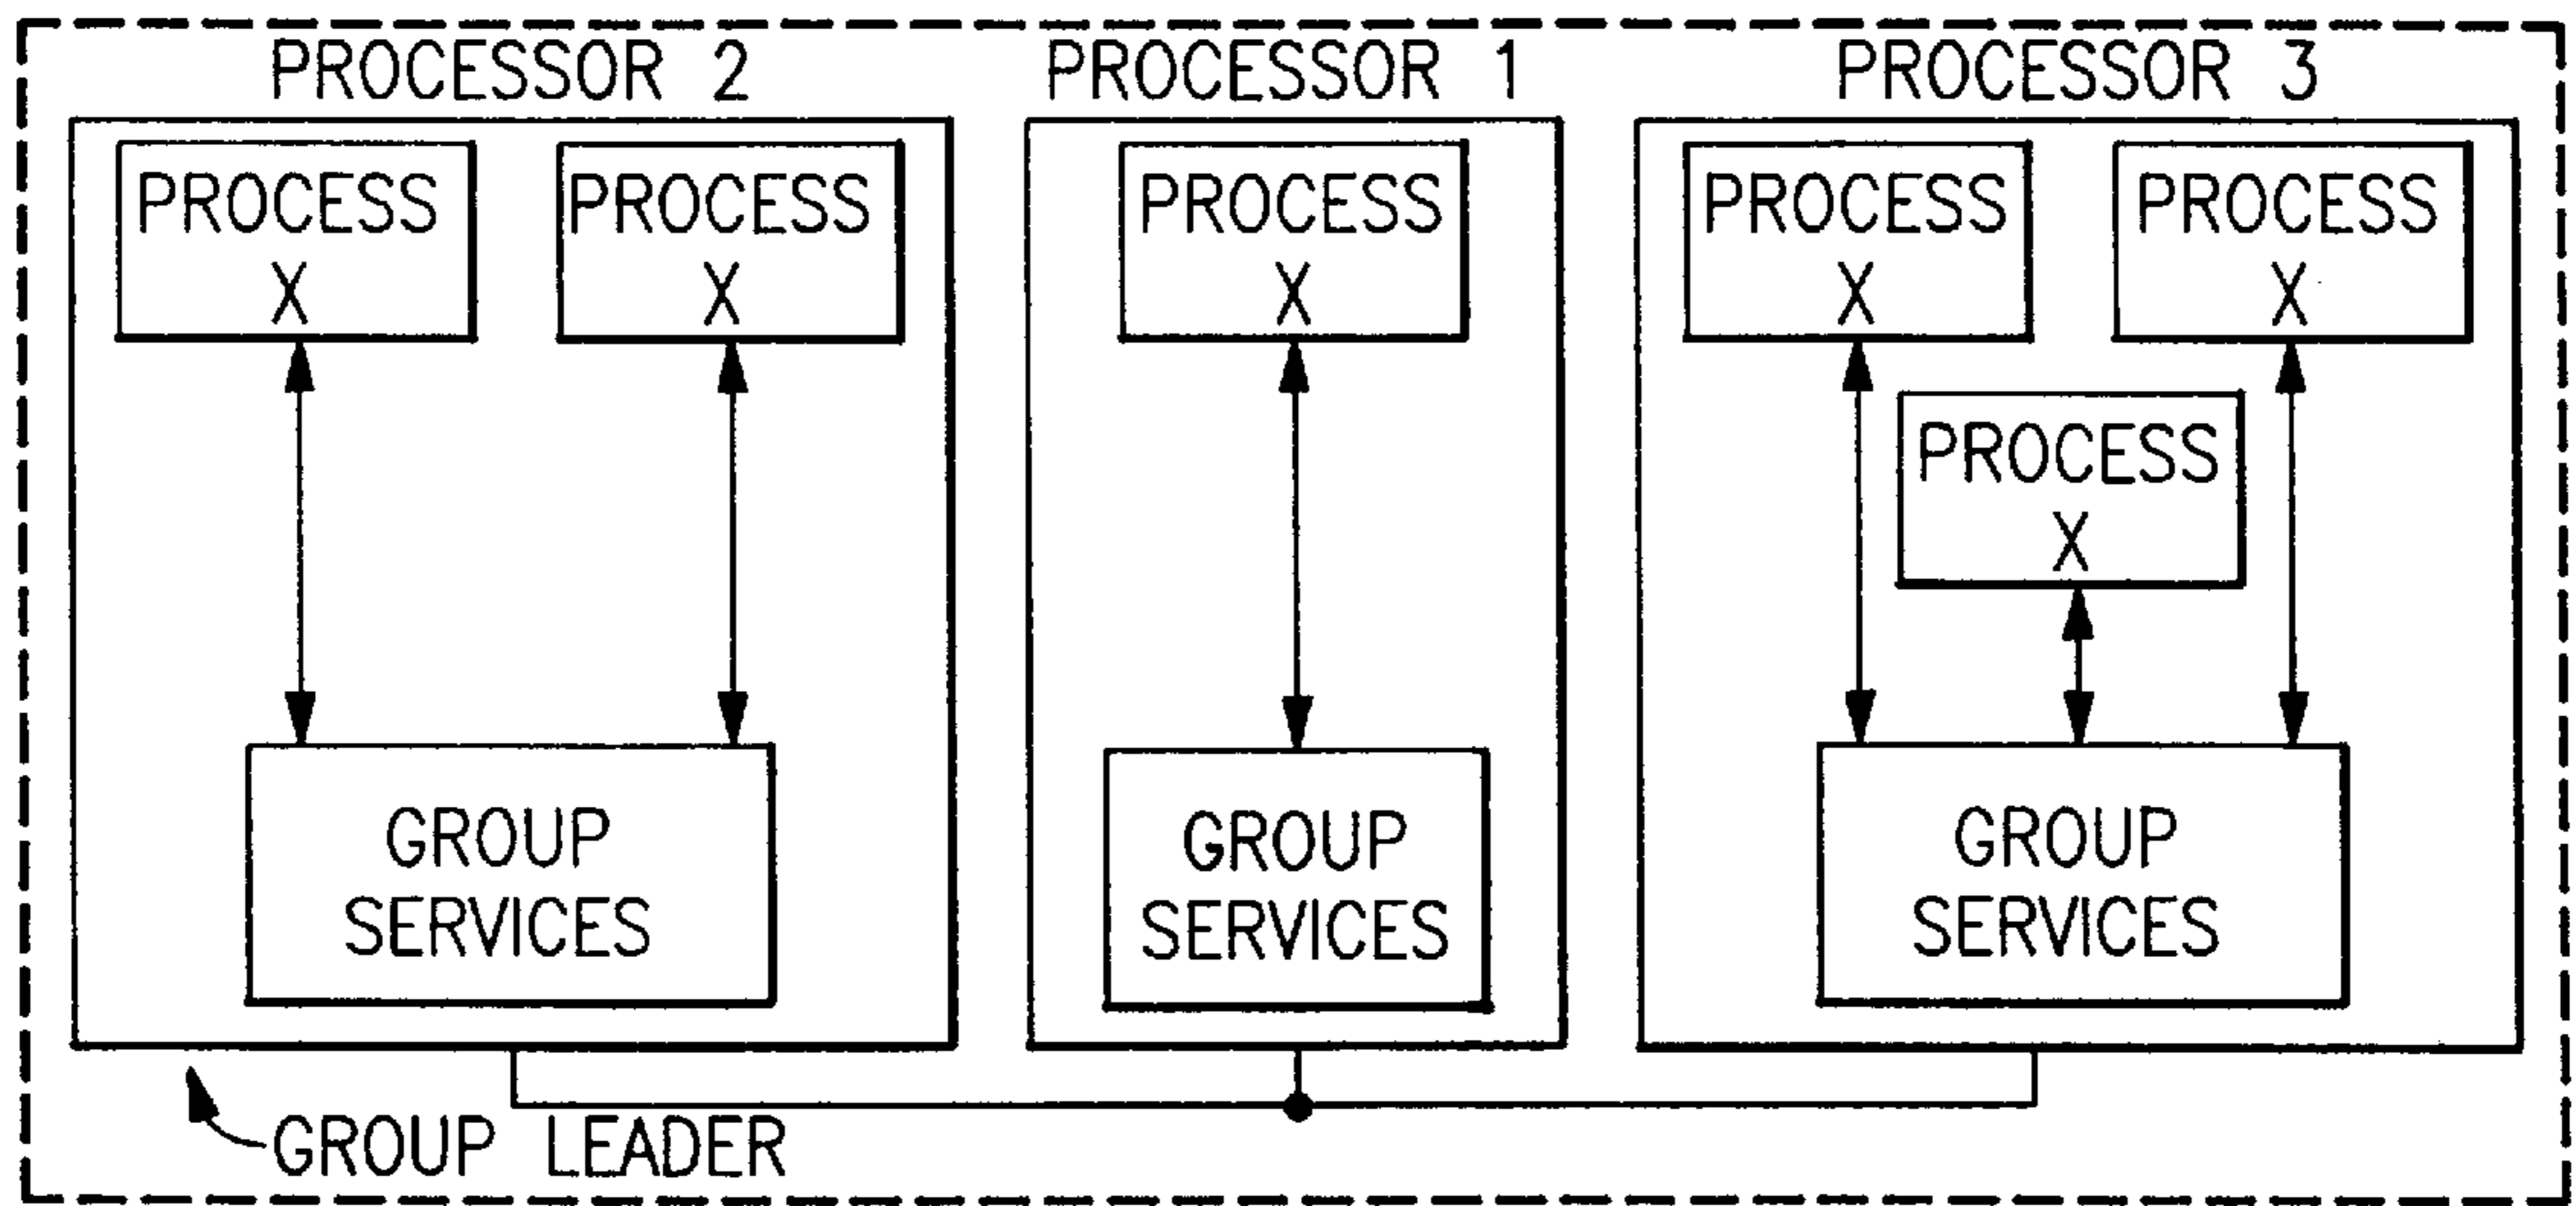 PROCESSOR 2
PROCESSOR 1
PROCESSOR 3
PROCESS
X
PROCESS
X
PROCESS
X
PROCESS
X
PROCESS
X
PROCESS
X
GROUP
SERVICES
GROUP
SERVICES
GROUP
SERVICES
GROUP LEADER